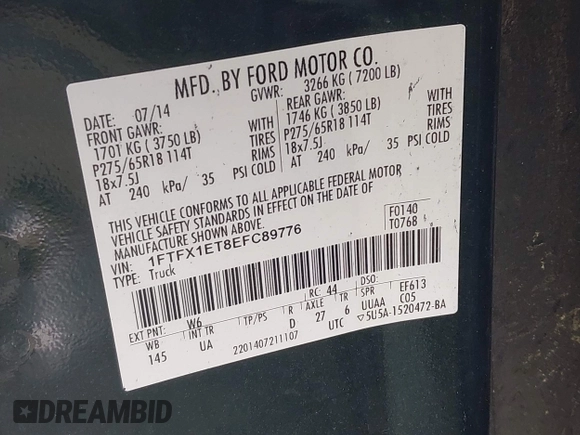 MFD. BY FORD MOTOR CO.
DATE: 07/14
GVWR: 3266 KG ( 7200 LB)
FRONT GAWR:
1701 KG ( 3750 LB)
WITH
P275/65R18 114T
TIRES
18x7.5J
RIMS
AT 240 kPa/ 35 PSI COLD
REAR GAWR:
1746 KG ( 3850 LB)
WITH
P275/65R18 114T
TIRES
18x7.5J
RIMS
AT 240 kPa/ 35 PSI COLD
THIS VEHICLE CONFORMS TO ALL APPLICABLE FEDERAL MOTOR
VEHICLE SAFETY STANDARDS IN EFFECT ON THE DATE OF
MANUFACTURE SHOWN ABOVE.
VIN: 1FTFX1ET8EFC89776
TYPE: Truck
F0140
T0768
EXT PNT: W6 RC: 44 DSO:
WB INT TR TP/PS R AXLE TR SPR EF613
145 UA D 27 6 UUAA C05
2201407211107 UTC ▽5U5A-1520472-BA
DREAMBID